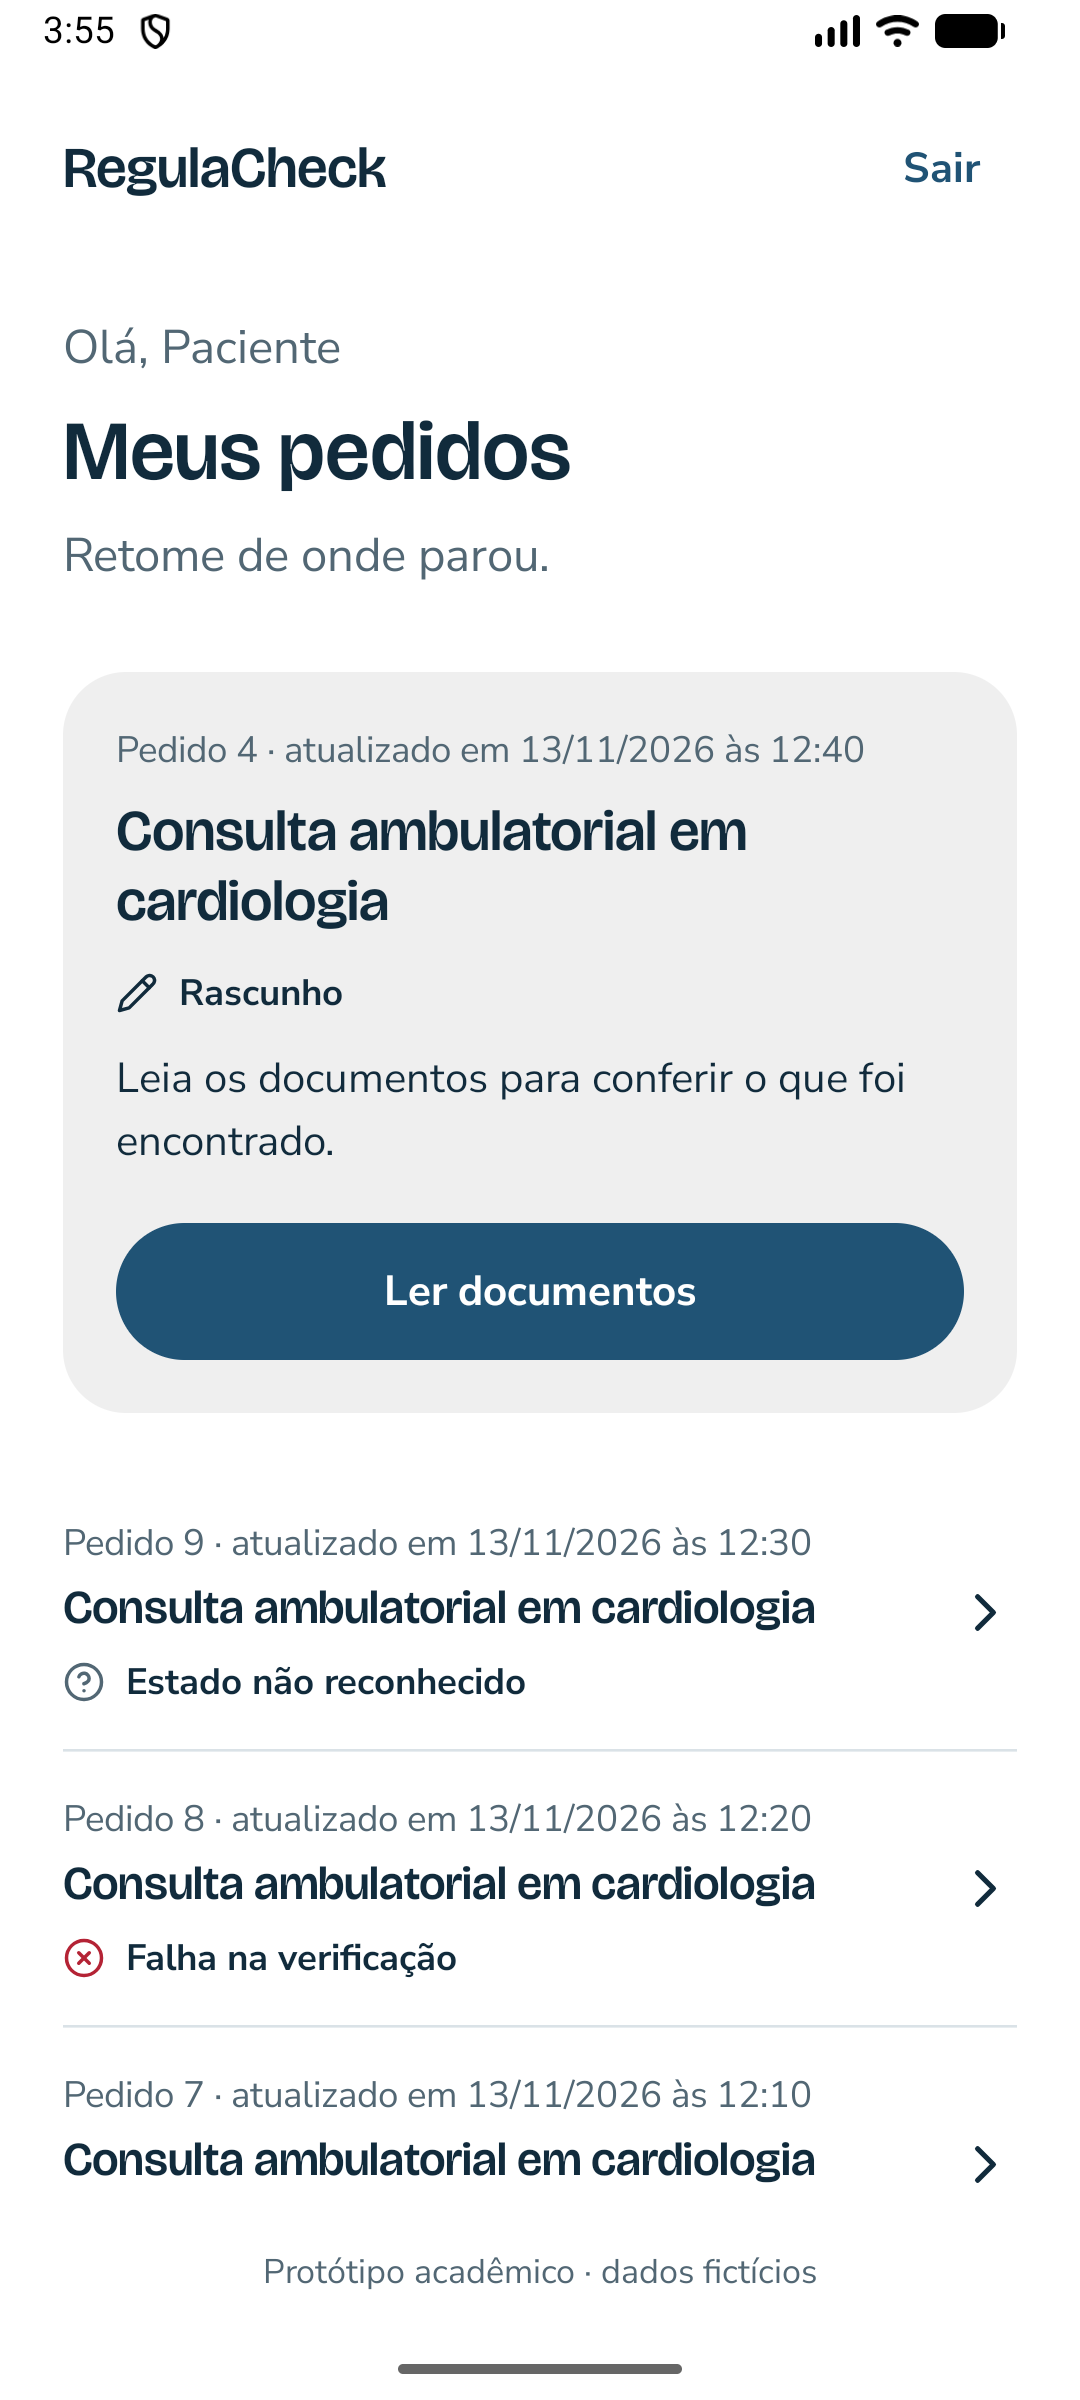 3:55
RegulaCheck
Sair
Olá, Paciente
Meus pedidos
Retome de onde parou.
Pedido 4 · atualizado em 13/11/2026 às 12:40
Consulta ambulatorial em
cardiologia
Rascunho
Leia os documentos para conferir o que foi
encontrado.
Ler documentos
Pedido 9 · atualizado em 13/11/2026 às 12:30
Consulta ambulatorial em cardiologia
Estado não reconhecido
Pedido 8 · atualizado em 13/11/2026 às 12:20
Consulta ambulatorial em cardiologia
Falha na verificação
Pedido 7 · atualizado em 13/11/2026 às 12:10
Consulta ambulatorial em cardiologia
Protótipo acadêmico · dados fictícios